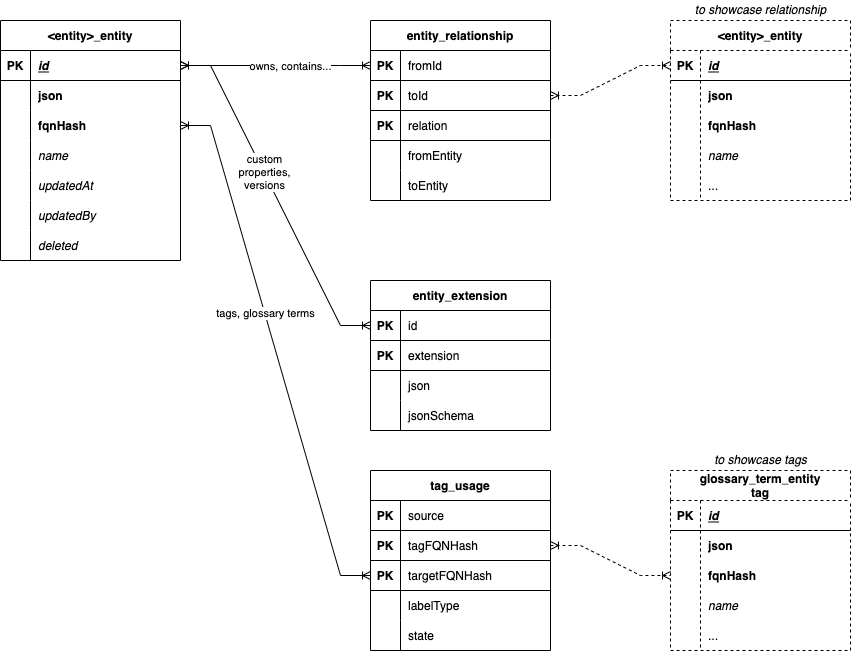 to showcase relationship
<entity>_entity
PK id
json
fqnHash
name
updatedAt
updatedBy
deleted
owns, contains...
custom
properties,
versions
tags, glossary terms
entity_relationship
PK fromId
PK toId
PK relation
fromEntity
toEntity
<entity>_entity
PK id
json
fqnHash
name
...
entity_extension
PK id
PK extension
json
jsonSchema
tag_usage
PK source
PK tagFQNHash
PK targetFQNHash
labelType
state
to showcase tags
glossary_term_entity
tag
PK id
json
fqnHash
name
...